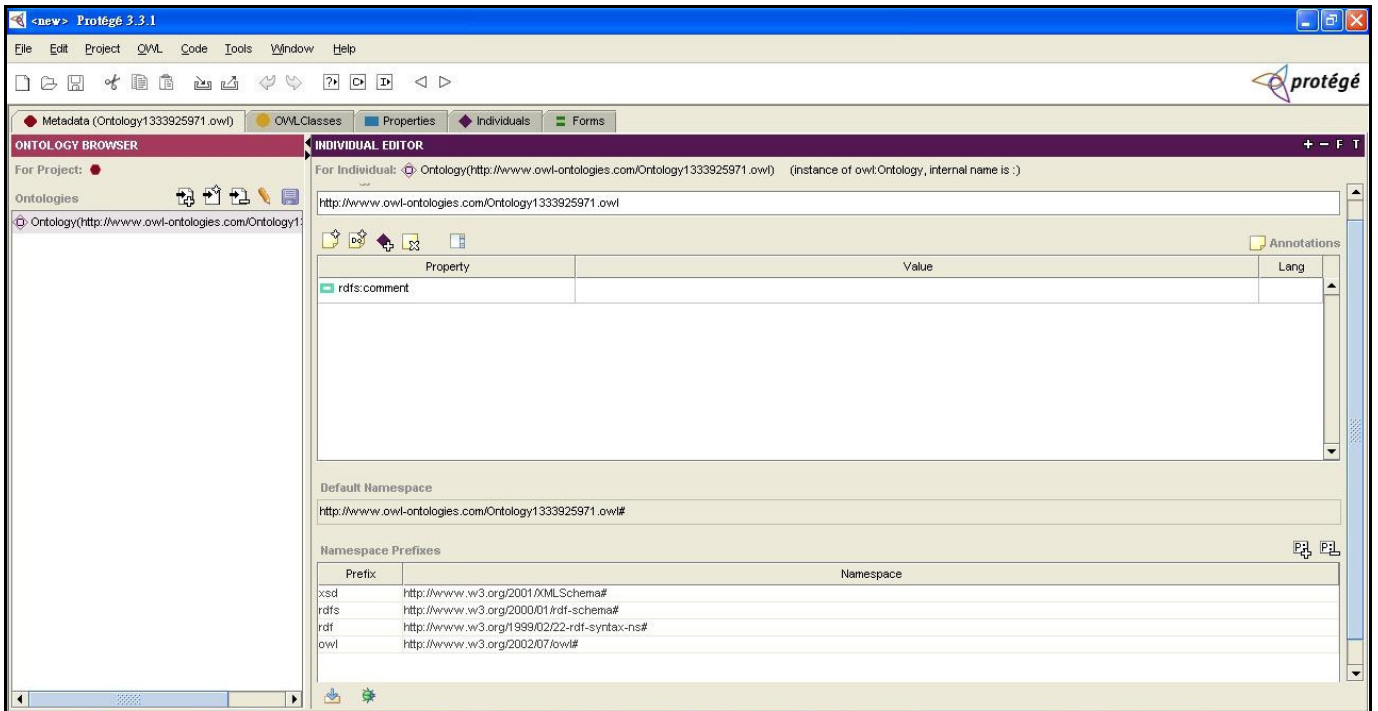 <new> Protégé 3.3.1
File Edit Project OWL Code Tools Window Help
protégé
Metadata (Ontology1333925971.owl) OWLClasses Properties Individuals Forms
ONTOLOGY BROWSER
INDIVIDUAL EDITOR
+ - F T
For Project:
For Individual: Ontology(http://www.owl-ontologies.com/Ontology1333925971.owl) (instance of owl:Ontology, internal name is :)
Ontologies
http://www.owl-ontologies.com/Ontology1333925971.owl
Ontology(http://www.owl-ontologies.com/Ontology1
Annotations
Property Value Lang
rdfs:comment
Default Namespace
http://www.owl-ontologies.com/Ontology1333925971.owl#
Namespace Prefixes
Prefix Namespace
xsd http://www.w3.org/2001/XMLSchema#
rdfs http://www.w3.org/2000/01/rdf-schema#
rdf http://www.w3.org/1999/02/22-rdf-syntax-ns#
owl http://www.w3.org/2002/07/owl#